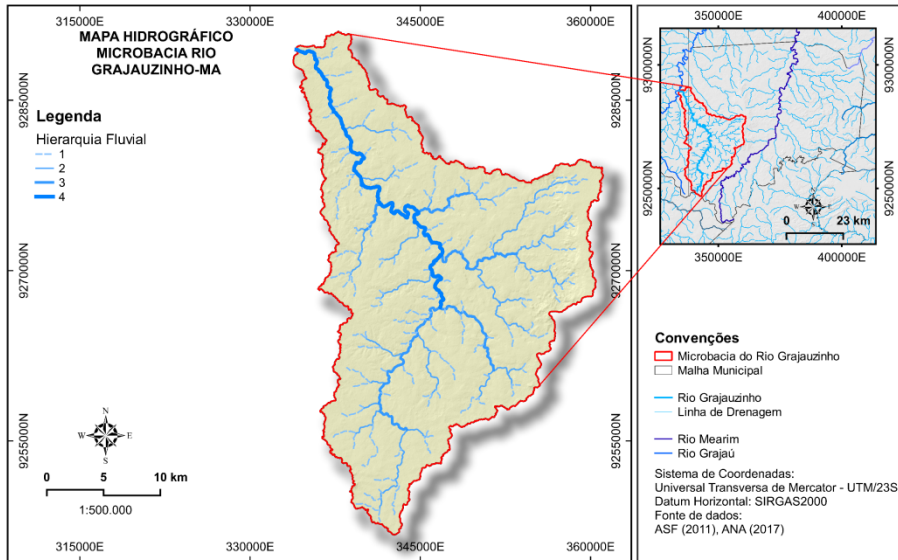 315000E
330000E
345000E
360000E
MAPA HIDROGRÁFICO
MICROBACIA RIO
GRAJAUZINHO-MA
9285000N
9285000N
Legenda
Hierarquia Fluvial
1
2
3
4
9270000N
9270000N
9255000N
9255000N
N
W
E
S
0 5 10 km
1:500.000
315000E
330000E
345000E
360000E
350000E
400000E
9300000N
9300000N
9250000N
9250000N
N
W
E
S
0 23 km
350000E
400000E
Convenções
Microbacia do Rio Grajauzinho
Malha Municipal
Rio Grajauzinho
Linha de Drenagem
Rio Mearim
Rio Grajaú
Sistema de Coordenadas:
Universal Transversa de Mercator - UTM/23S
Datum Horizontal: SIRGAS2000
Fonte de dados:
ASF (2011), ANA (2017)